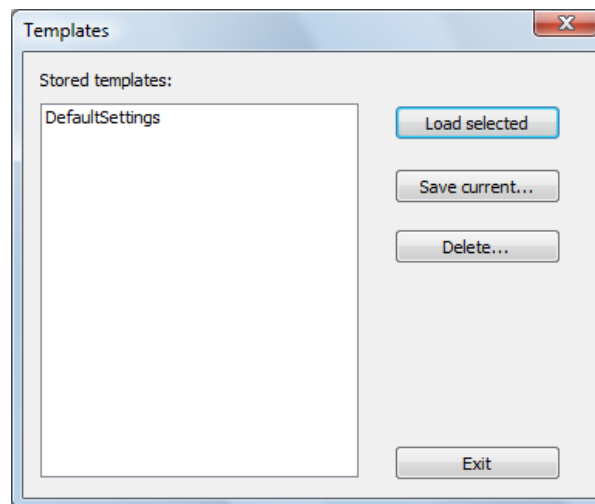 Templates
Stored templates:
DefaultSettings
Load selected
Save current...
Delete...
Exit